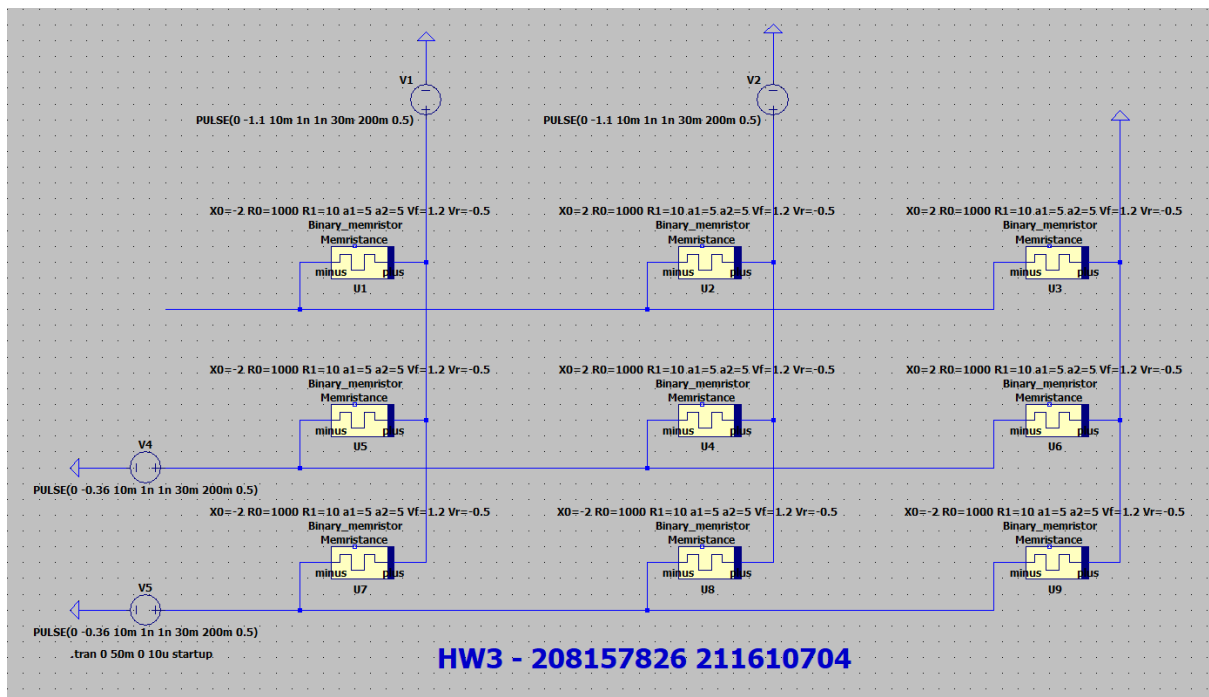 V1
V2
PULSE(0 -1.1 10m 1n 1n 30m 200m 0.5)
PULSE(0 -1.1 10m 1n 1n 30m 200m 0.5)
X0=-2 R0=1000 R1=10 a1=5 a2=5 Vf=1.2 Vr=-0.5
X0=2 R0=1000 R1=10 a1=5 a2=5 Vf=1.2 Vr=-0.5
X0=2 R0=1000 R1=10 a1=5 a2=5 Vf=1.2 Vr=-0.5
Binary_memristor
Binary_memristor
Binary_memristor
Memristance
Memristance
Memristance
minus plus
minus plus
minus plus
U1
U2
U3
X0=-2 R0=1000 R1=10 a1=5 a2=5 Vf=1.2 Vr=-0.5
X0=2 R0=1000 R1=10 a1=5 a2=5 Vf=1.2 Vr=-0.5
X0=2 R0=1000 R1=10 a1=5 a2=5 Vf=1.2 Vr=-0.5
Binary_memristor
Binary_memristor
Binary_memristor
Memristance
Memristance
Memristance
minus plus
minus plus
minus plus
U5
U4
U6
V4
PULSE(0 -0.36 10m 1n 1n 30m 200m 0.5)
X0=-2 R0=1000 R1=10 a1=5 a2=5 Vf=1.2 Vr=-0.5
X0=-2 R0=1000 R1=10 a1=5 a2=5 Vf=1.2 Vr=-0.5
X0=-2 R0=1000 R1=10 a1=5 a2=5 Vf=1.2 Vr=-0.5
Binary_memristor
Binary_memristor
Binary_memristor
Memristance
Memristance
Memristance
minus plus
minus plus
minus plus
U7
U8
U9
V5
PULSE(0 -0.36 10m 1n 1n 30m 200m 0.5)
.tran 0 50m 0 10u startup
HW3 - 208157826 211610704